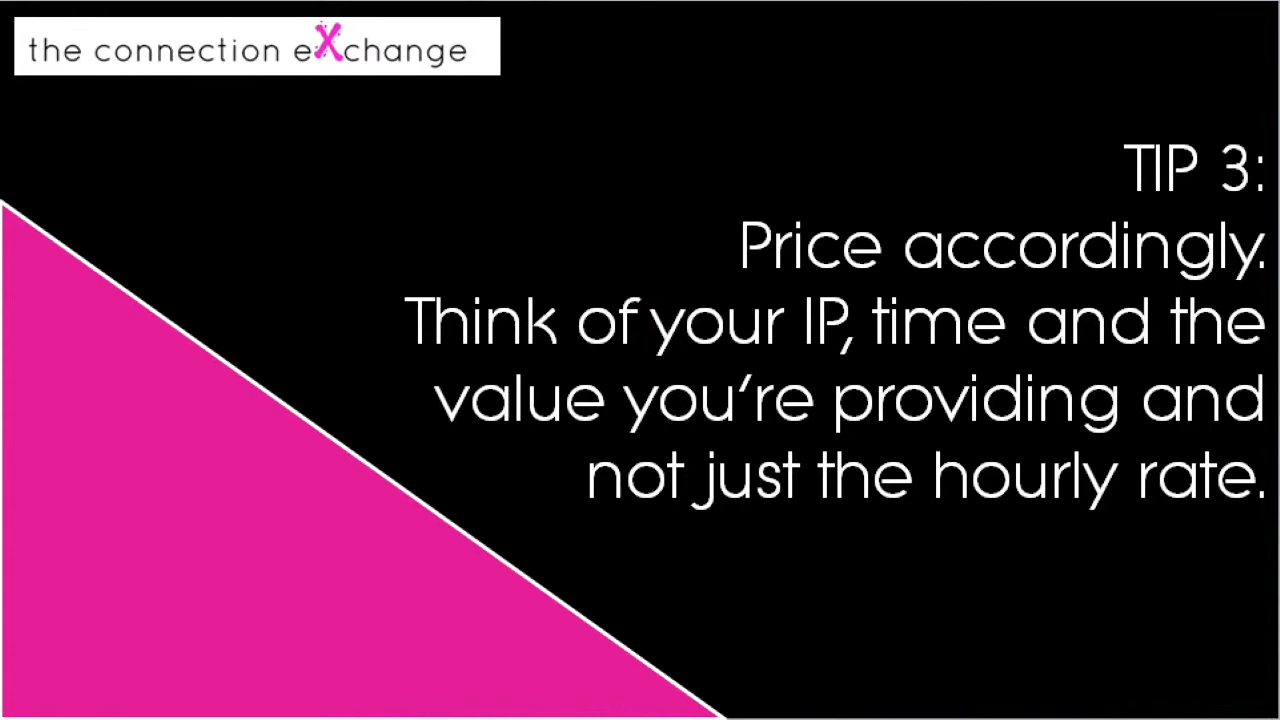 the connection eXchange
TIP 3:
Price accordingly.
Think of your IP, time and the
value you're providing and
not just the hourly rate.